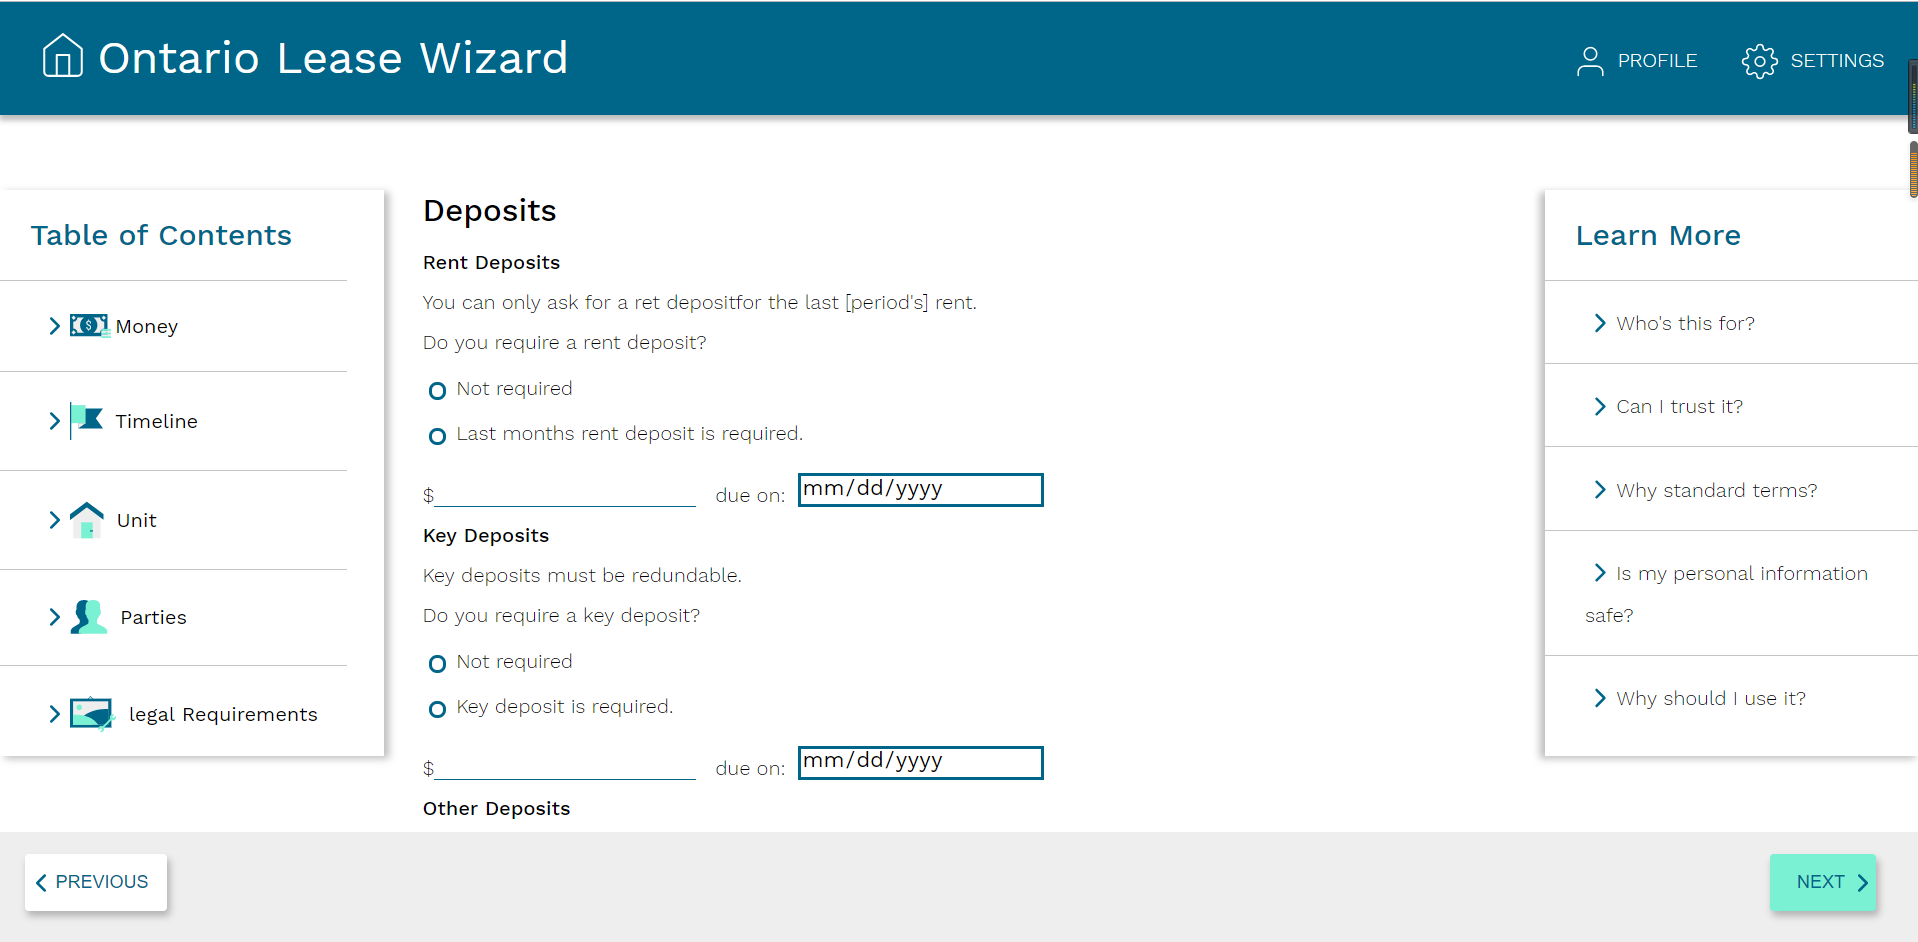 Ontario Lease Wizard
PROFILE
SETTINGS
Table of Contents
Money
Timeline
Unit
Parties
legal Requirements
Deposits
Rent Deposits
You can only ask for a ret depositfor the last [period's] rent.
Do you require a rent deposit?
Not required
Last months rent deposit is required.
$ due on: mm/dd/yyyy
Key Deposits
Key deposits must be redundable.
Do you require a key deposit?
Not required
Key deposit is required.
$ due on: mm/dd/yyyy
Other Deposits
Learn More
Who's this for?
Can I trust it?
Why standard terms?
Is my personal information
safe?
Why should I use it?
PREVIOUS
NEXT